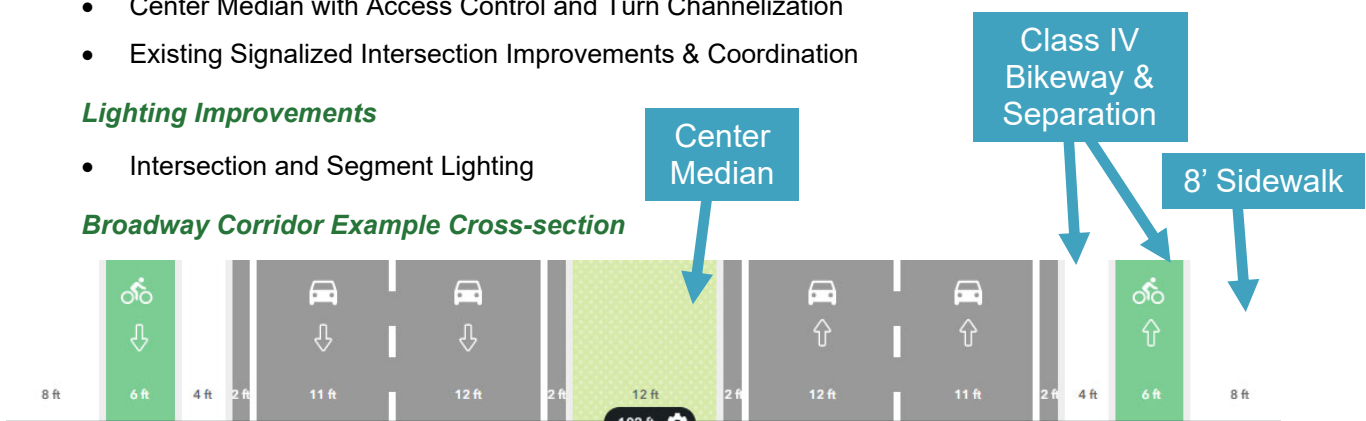 • Center Median with Access Control and Turn Channelization
• Existing Signalized Intersection Improvements & Coordination
Class IV
Bikeway &
Separation
Lighting Improvements
Center
Median
• Intersection and Segment Lighting
8’ Sidewalk
Broadway Corridor Example Cross-section
8 ft 6 ft 4 ft 2 ft 11 ft 12 ft 2 ft 12 ft 2 ft 12 ft 11 ft 2 ft 4 ft 6 ft 8 ft